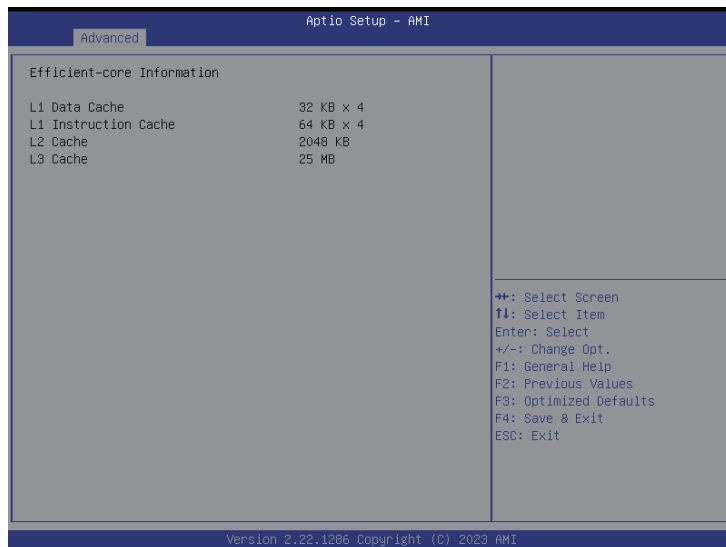 Aptio Setup – AMI
Advanced
Efficient-core Information
L1 Data Cache 32 KB x 4
L1 Instruction Cache 64 KB x 4
L2 Cache 2048 KB
L3 Cache 25 MB
→←: Select Screen
↑↓: Select Item
Enter: Select
+/-: Change Opt.
F1: General Help
F2: Previous Values
F3: Optimized Defaults
F4: Save & Exit
ESC: Exit
Version 2.22.1286 Copyright (C) 2023 AMI